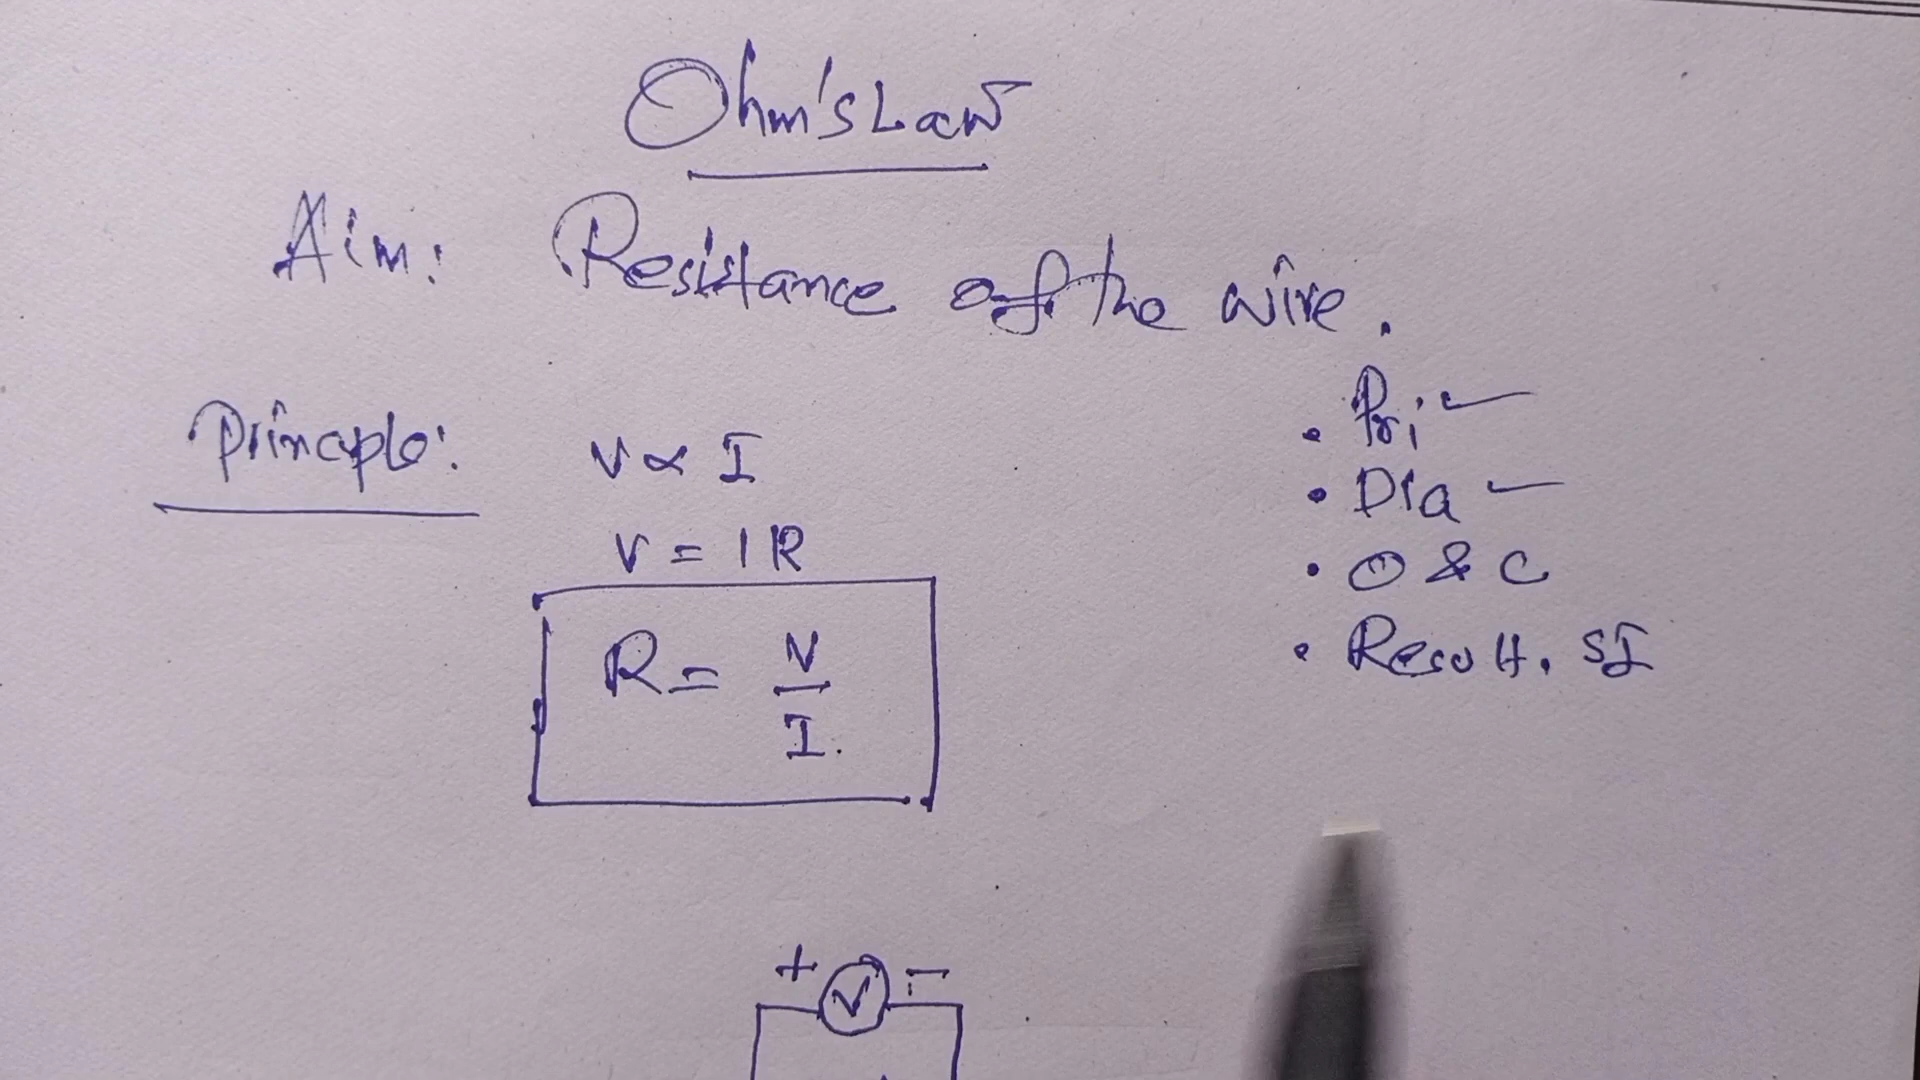 Ohm's Law
Aim: Resistance of the wire.
Principle:
V ∝ I
V = IR
R = V
I.
• Pri ✓
• Dia ✓
• O & C
• Result. SI
+ V -